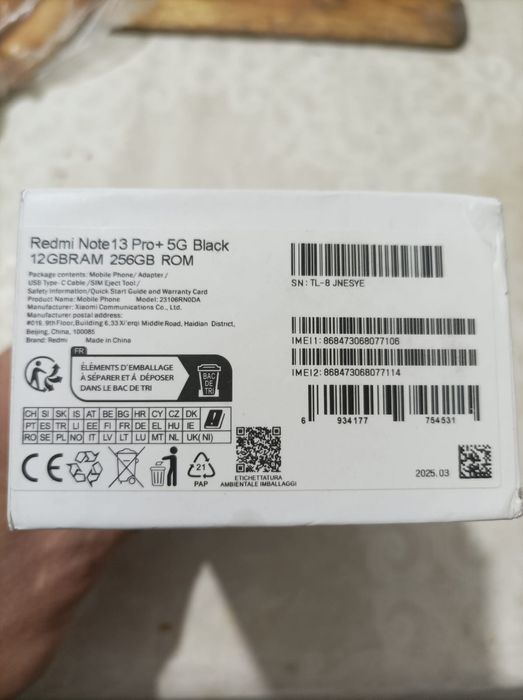 Redmi Note13 Pro+ 5G Black
12GBRAM 256GB ROM
Package contents: Mobile Phone/ Adapter/
USB Type-C Cable /SIM Eject Tool/
Safety Information/Quick Start Guide and Warranty Card
Product Name: Mobile Phone Model: 23106RN0DA
Manufacturer: Xiaomi Communications Co., Ltd.
Manufacturer postal address:
#019, 9thFloor, Building 6, 33 Xi'erqi Middle Road, Haidian District,
Beijing, China, 100085
Brand: Redmi Made in China
FR
ÉLÉMENTS D'EMBALLAGE
À SÉPARER ET Á DÉPOSER
DANS LE BAC DE TRI
BAC
DE
TRI
CH SI SK IS AT BE BG HR CY CZ DK
PT ES TR LI EE FI FR DE EL HU IE
RO SE PL NO IT LV LT LU MT NL UK( NI)
CE
21
PAP
ETICHETTATURA
AMBIENTALE IMBALLAGGI
SN: TL-8 JNESYE
IMEI1: 868473068077106
IMEI2: 868473068077114
6 934177 754531
2025.03